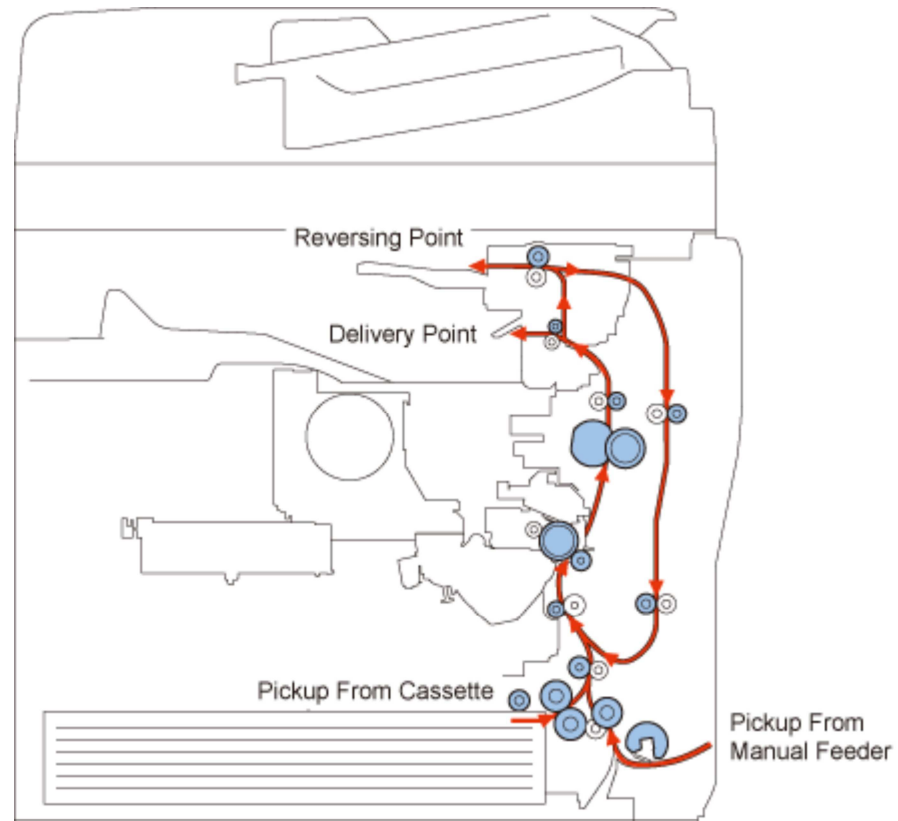 Reversing Point
Delivery Point
Pickup From Cassette
Pickup From
Manual Feeder